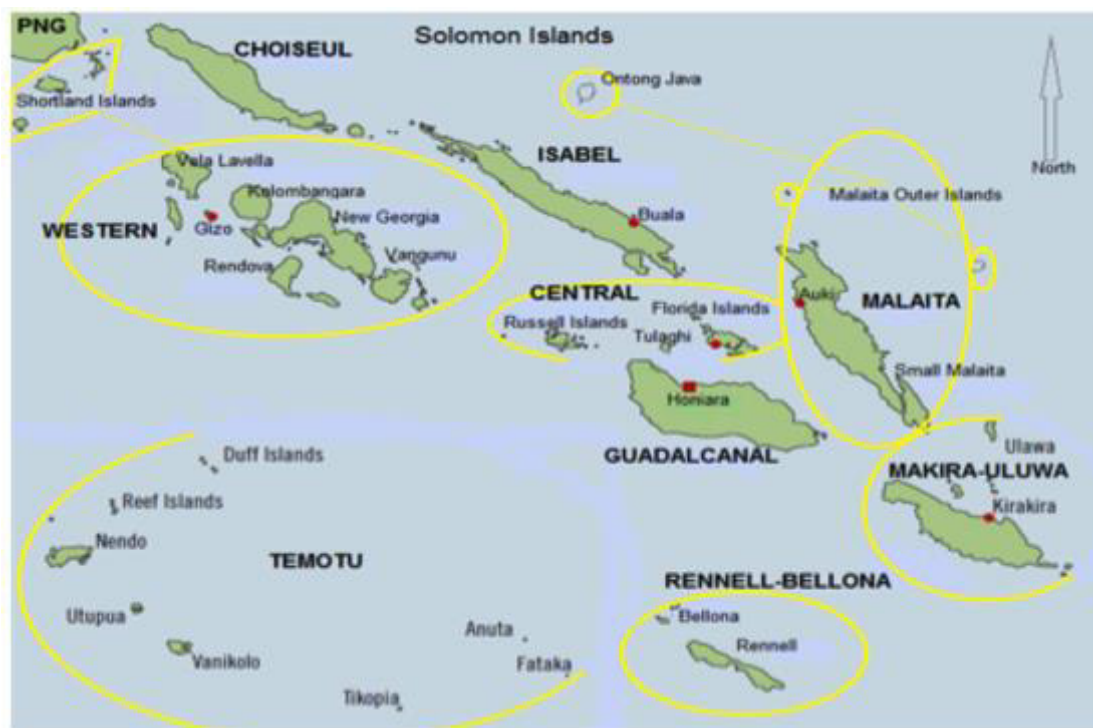 PNG
CHOISEUL
Solomon Islands
Shortland Islands
Ontong Java
ISABEL
North
Vela Lavella
Kolombangara
Malaita Outer Islands
New Georgia
Buala
WESTERN
Gizo
Vangunu
Rendova
CENTRAL
Auki
MALAITA
Florida Islands
Russell Islands
Tulaghi
Small Malaita
Honiara
GUADALCANAL
Ulawa
Duff Islands
MAKIRA-ULUWA
Reef Islands
Kirakira
Nendo
TEMOTU
RENNELL-BELLONA
Utupua
Bellona
Anuta
Rennell
Vanikolo
Fataka
Tikopia